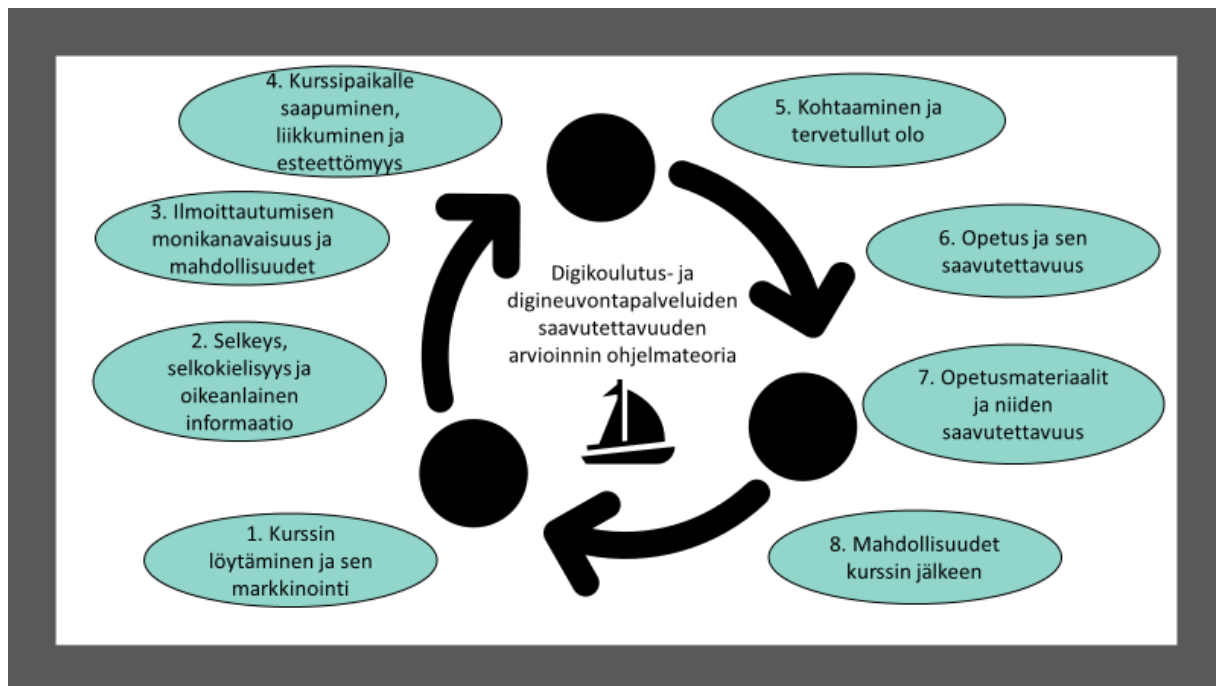 4. Kurssipaikalle
saapuminen,
liikkuminen ja
esteettömyys
5. Kohtaaminen ja
tervetullut olo
3. Ilmoittautumisen
monikanavaisuus ja
mahdollisuudet
6. Opetus ja sen
saavutettavuus
Digikoulutus- ja
digineuvontapalveluiden
saavutettavuuden
arvioinnin ohjelmateoria
2. Selkeys,
selkokielisyys ja
oikeanlainen
informaatio
7. Opetusmateriaalit
ja niiden
saavutettavuus
1. Kurssin
löytäminen ja sen
markkinointi
8. Mahdollisuudet
kurssin jälkeen